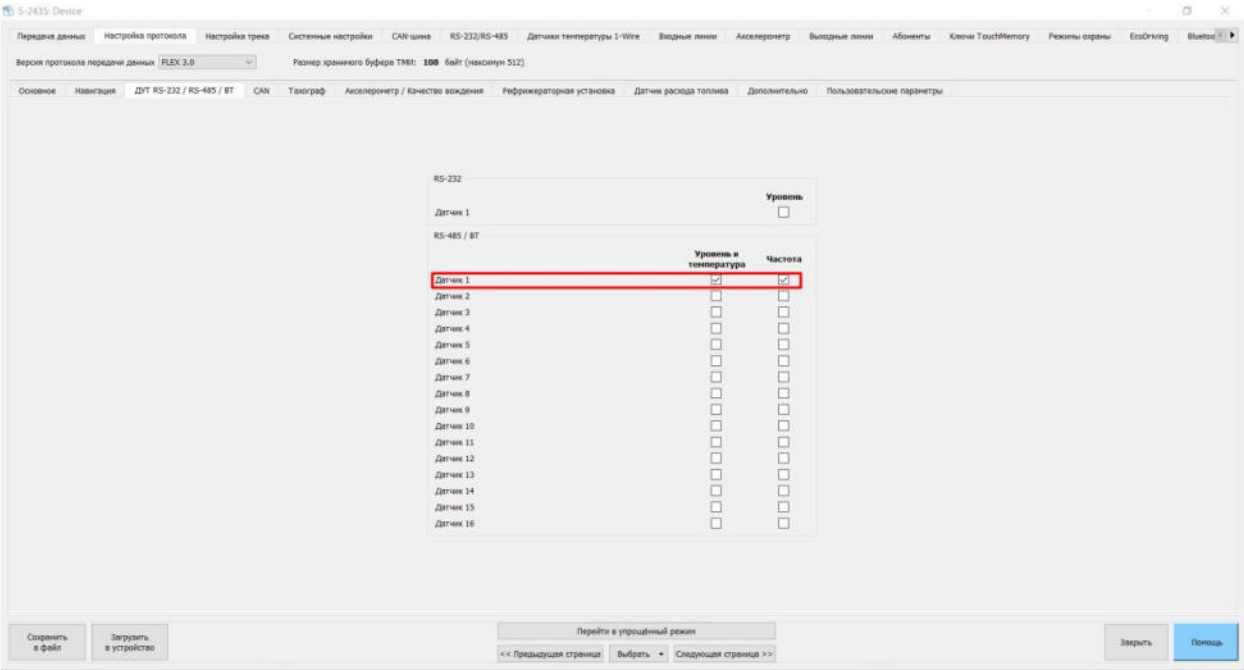 S-2435: Device
Передача данных Настройка протокола Настройка трека Системные настройки CAN-шина RS-232/RS-485 Датчики температуры 1-Wire Входные линии Акселерометр Выходные линии Абоненты Ключи TouchMemory Режимы охраны EcoDriving Bluetoo
Версия протокола передачи данных FLEX 3.0 Размер хранимого буфера ТМИ: 108 байт (максимум 512)
Основное Навигация ДУТ RS-232 / RS-485 / BT CAN Тахограф Акселерометр / Качество вождения Рефрижераторная установка Датчик расхода топлива Дополнительно Пользовательские параметры
RS-232
Уровень
Датчик 1
RS-485 / BT
Уровень и
температура Частота
Датчик 1
Датчик 2
Датчик 3
Датчик 4
Датчик 5
Датчик 6
Датчик 7
Датчик 8
Датчик 9
Датчик 10
Датчик 11
Датчик 12
Датчик 13
Датчик 14
Датчик 15
Датчик 16
Сохранить
в файл
Загрузить
в устройство
Перейти в упрощённый режим
<< Предыдущая страница Выбрать Следующая страница >>
Закрыть
Помощь